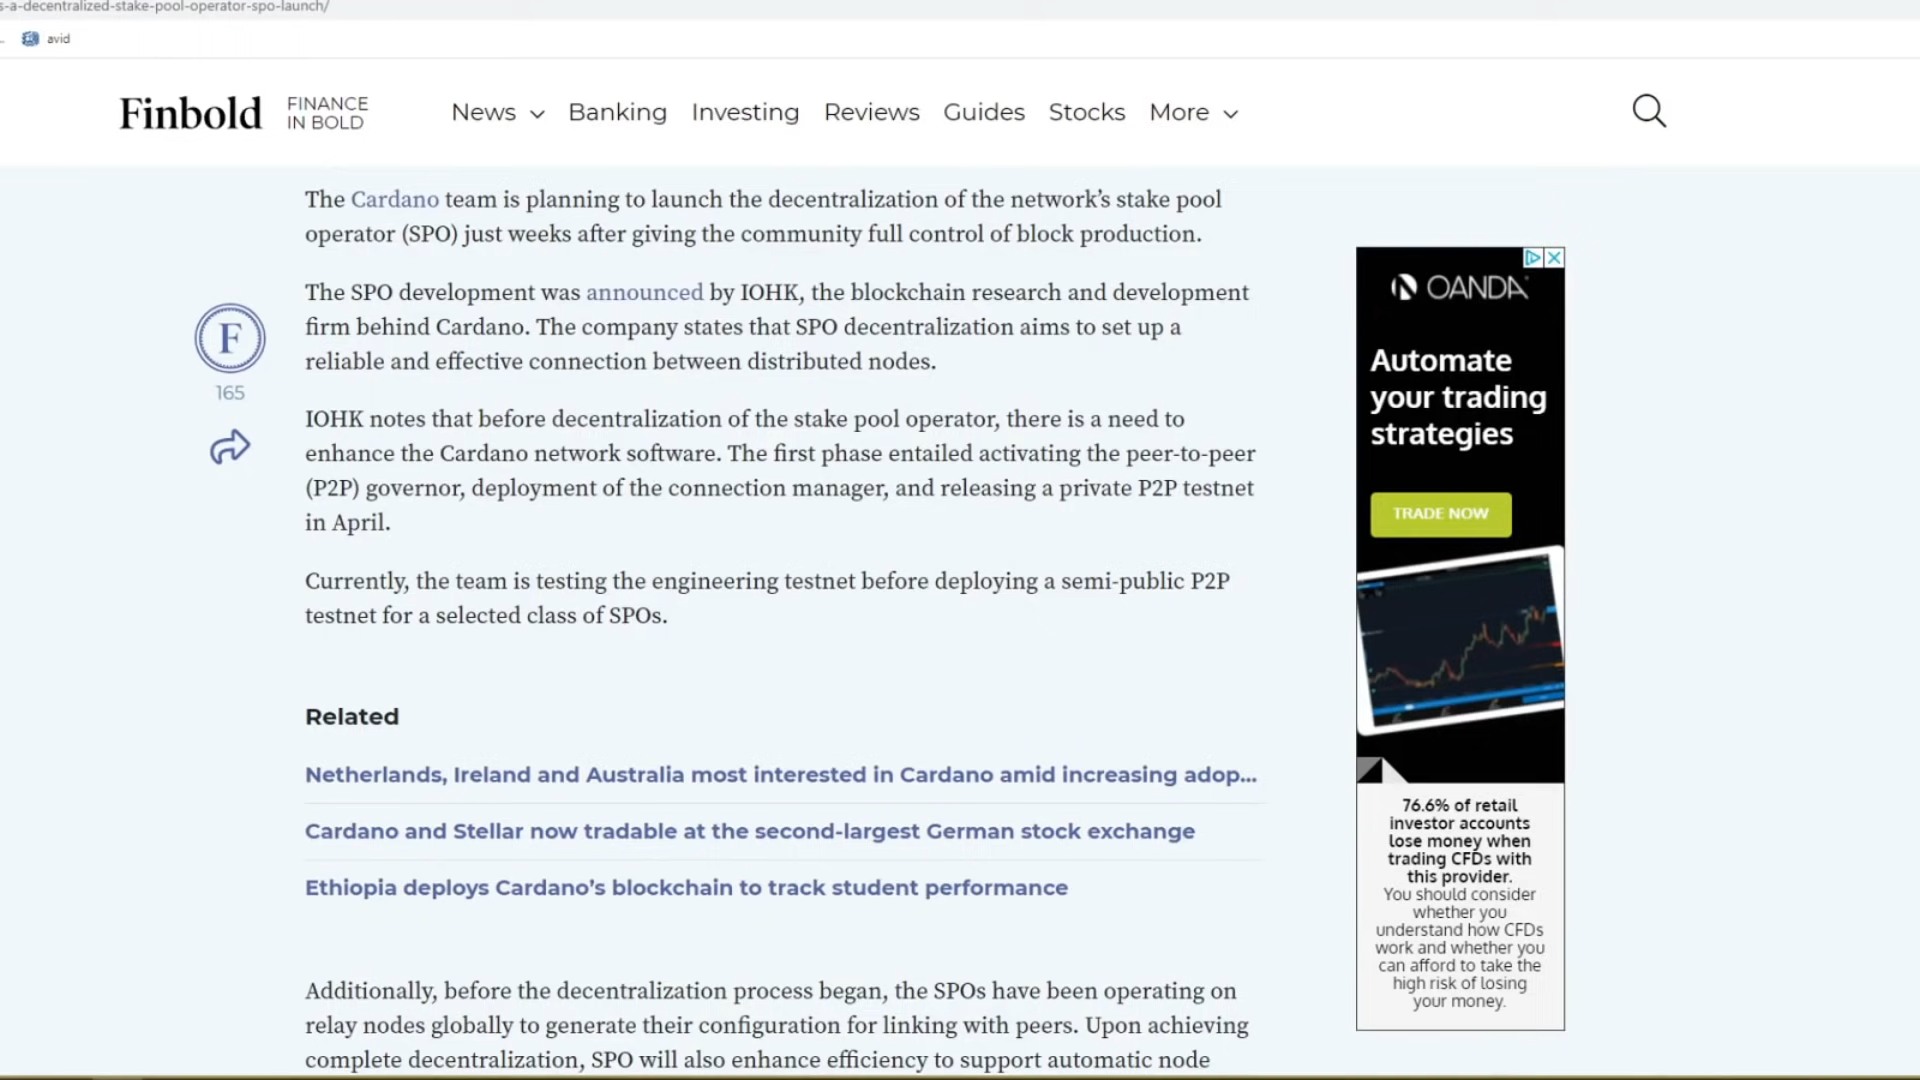 s-a-decentralized-stake-pool-operator-spo-launch/
avid
Finbold
FINANCE
IN BOLD
News Banking Investing Reviews Guides Stocks More
The Cardano team is planning to launch the decentralization of the network’s stake pool
operator (SPO) just weeks after giving the community full control of block production.
The SPO development was announced by IOHK, the blockchain research and development
firm behind Cardano. The company states that SPO decentralization aims to set up a
reliable and effective connection between distributed nodes.
F
165
IOHK notes that before decentralization of the stake pool operator, there is a need to
enhance the Cardano network software. The first phase entailed activating the peer-to-peer
(P2P) governor, deployment of the connection manager, and releasing a private P2P testnet
in April.
Currently, the team is testing the engineering testnet before deploying a semi-public P2P
testnet for a selected class of SPOs.
Related
Netherlands, Ireland and Australia most interested in Cardano amid increasing adop...
Cardano and Stellar now tradable at the second-largest German stock exchange
Ethiopia deploys Cardano’s blockchain to track student performance
Additionally, before the decentralization process began, the SPOs have been operating on
relay nodes globally to generate their configuration for linking with peers. Upon achieving
complete decentralization, SPO will also enhance efficiency to support automatic node
OANDA
Automate
your trading
strategies
TRADE NOW
76.6% of retail
investor accounts
lose money when
trading CFDs with
this provider.
You should consider
whether you
understand how CFDs
work and whether you
can afford to take the
high risk of losing
your money.